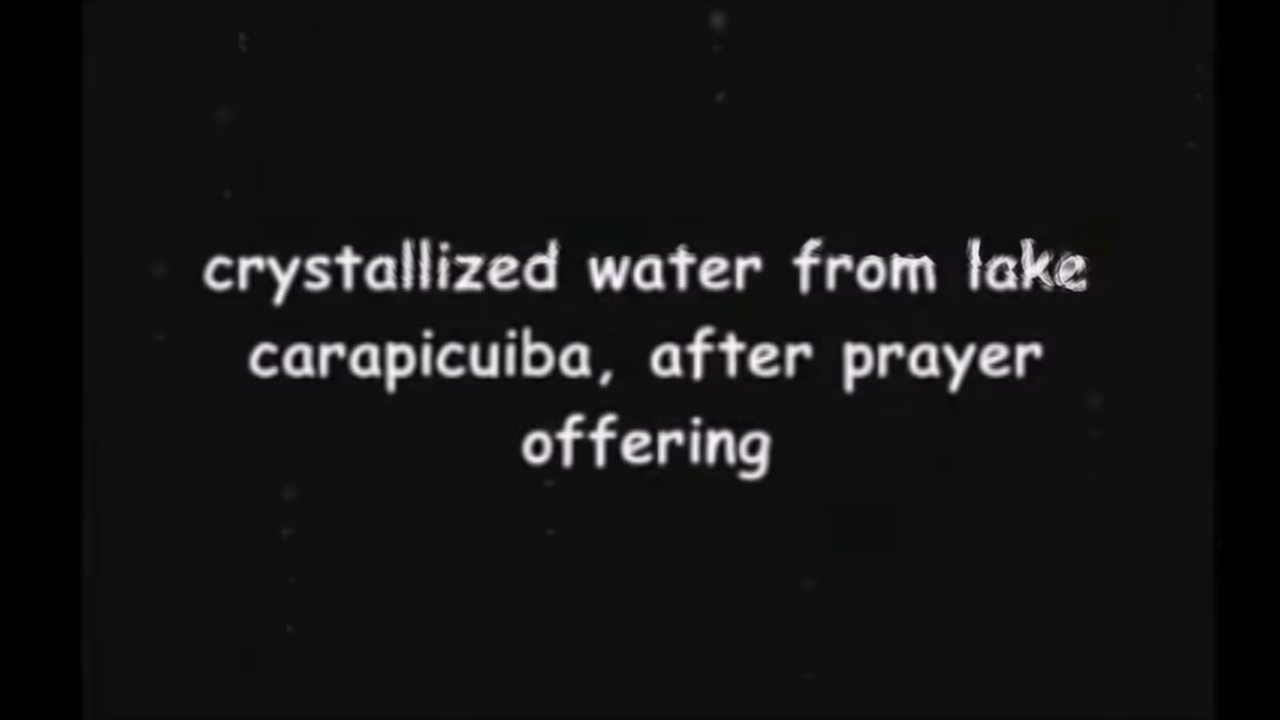 crystallized water from lake
carapicuiba, after prayer
offering